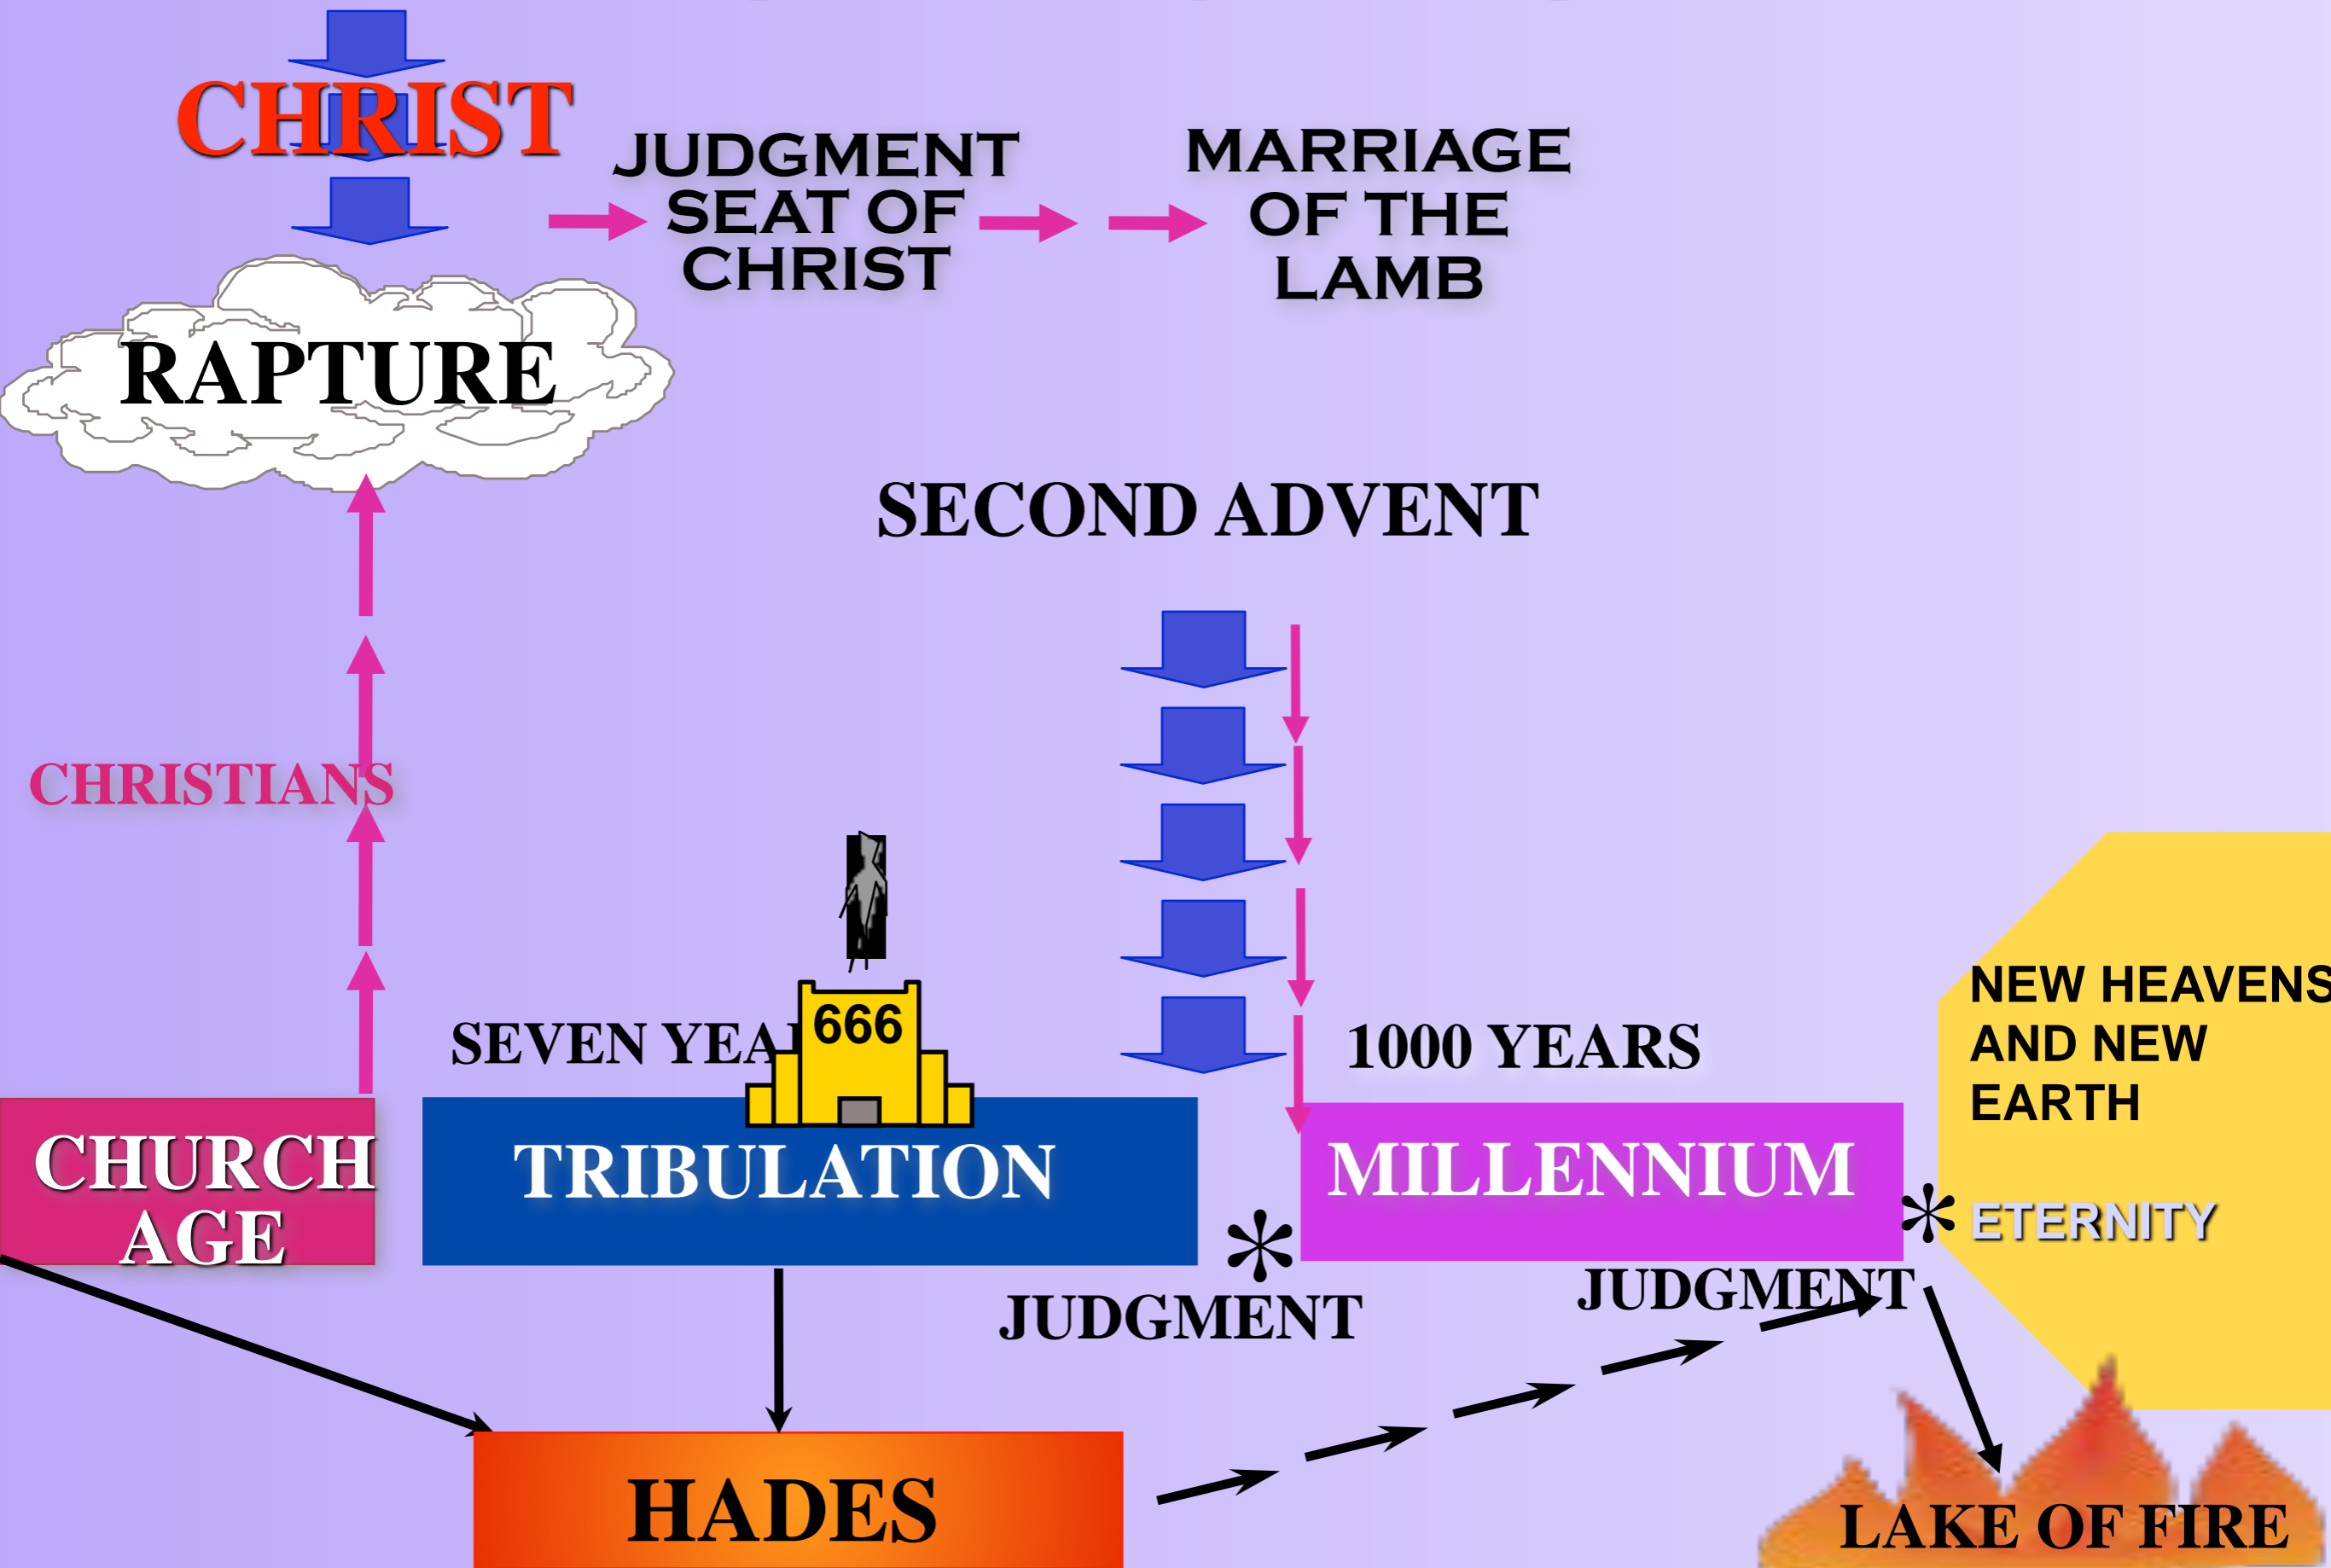 CHRIST
JUDGMENT
SEAT OF
CHRIST
MARRIAGE
OF THE
LAMB
RAPTURE
SECOND ADVENT
CHRISTIANS
SEVEN YEA
666
1000 YEARS
NEW HEAVENS
AND NEW
EARTH
CHURCH
AGE
TRIBULATION
MILLENNIUM
* ETERNITY
*
JUDGMENT
JUDGMENT
HADES
LAKE OF FIRE